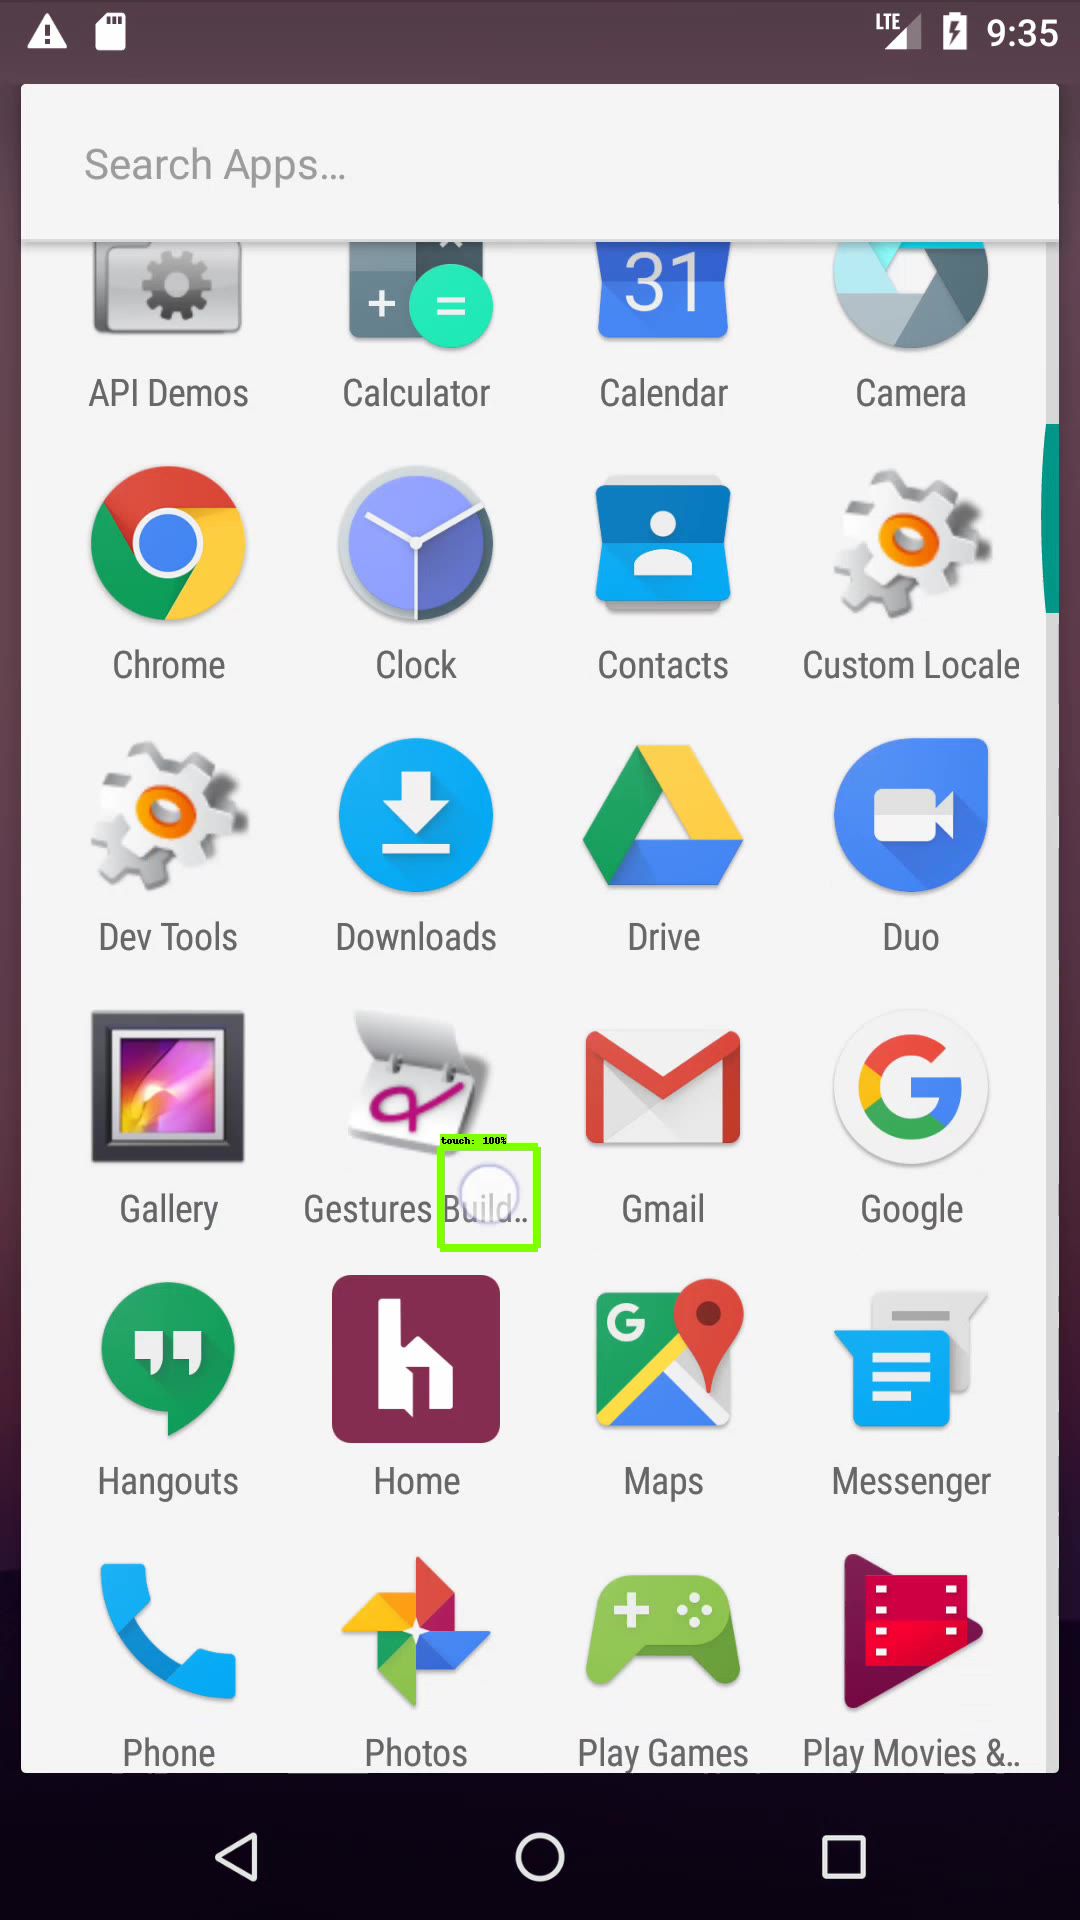 LTE 9:35
Search Apps...
31
API Demos Calculator Calendar Camera
Chrome Clock Contacts Custom Locale
Dev Tools Downloads Drive Duo
touch: 100%
Gallery Gestures Build.. Gmail Google
Hangouts Home Maps Messenger
Phone Photos Play Games Play Movies &..